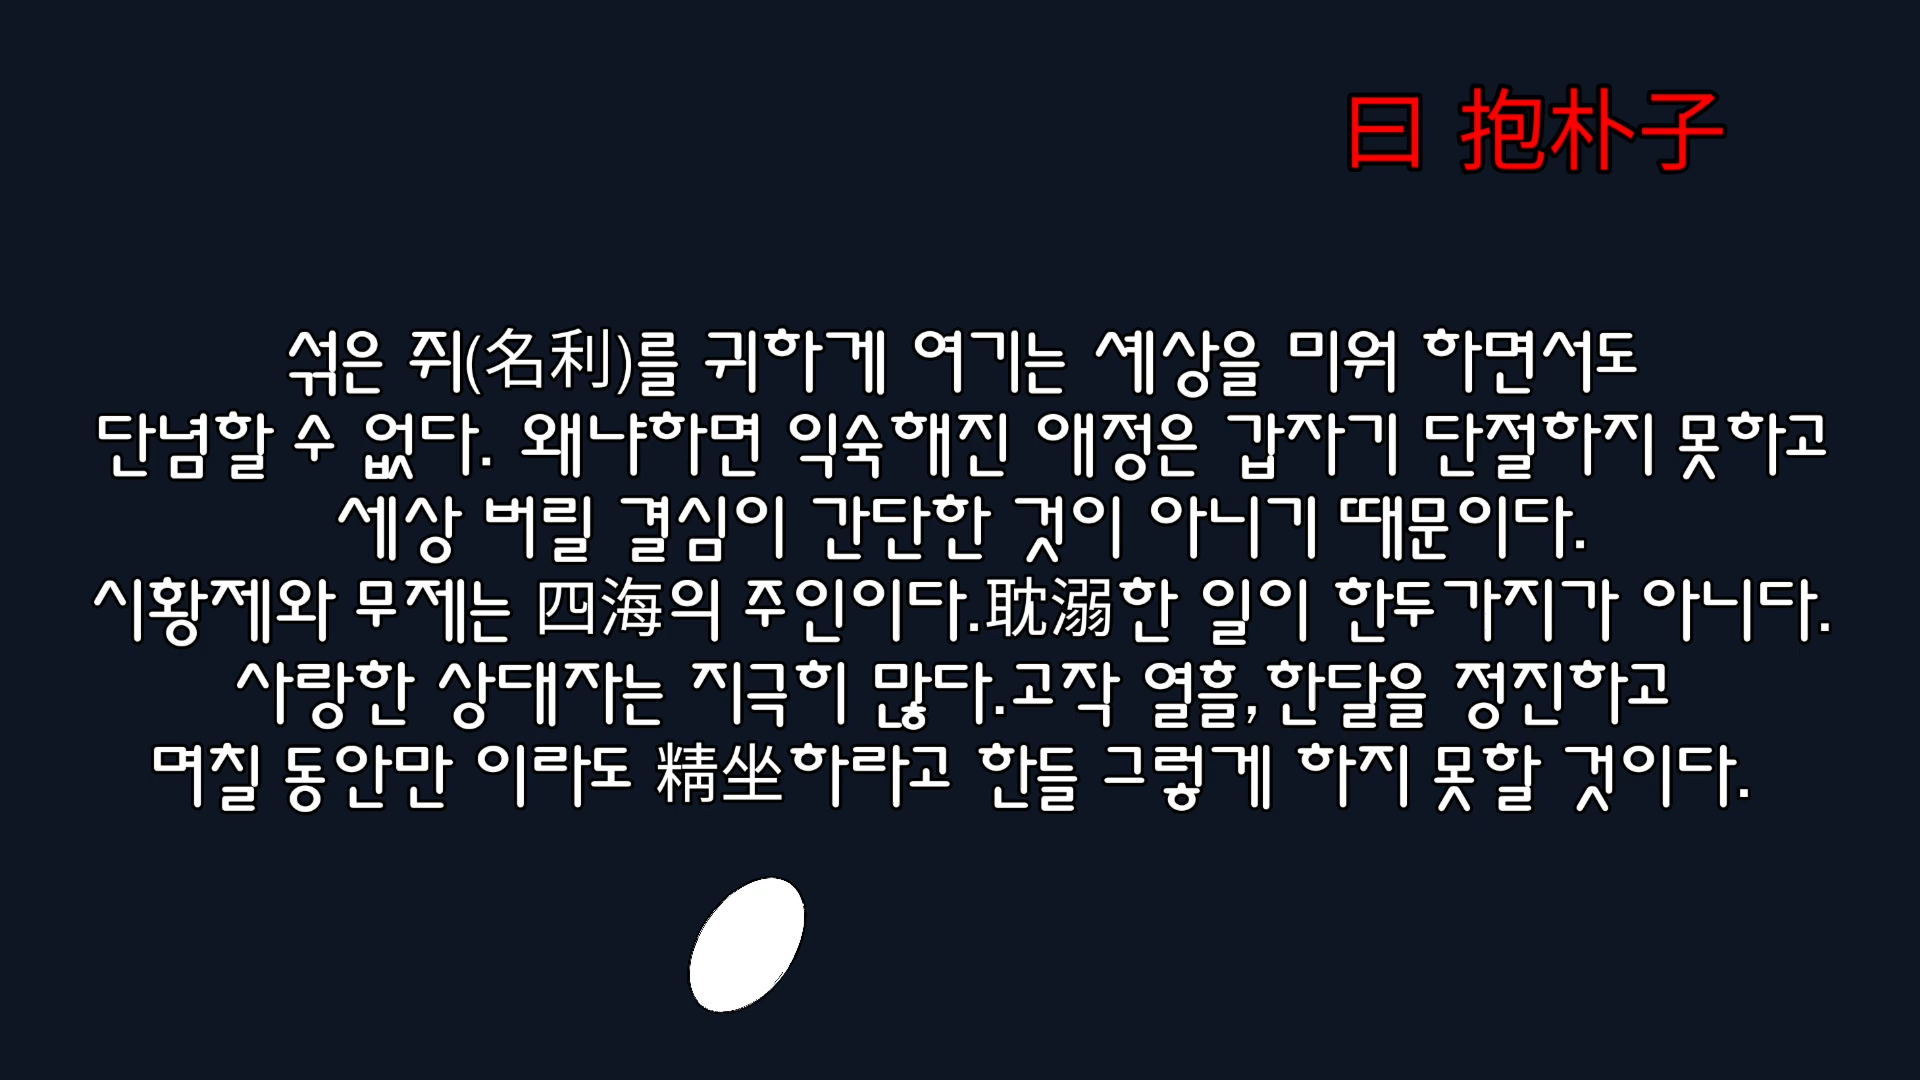 曰 抱朴子
섞은 쥐(名利)를 귀하게 여기는 셰상을 미워 하면서도
단념할 수 없다. 왜냐하면 익숙해진 애정은 갑자기 단절하지 못하고
세상 버릴 결심이 간단한 것이 아니기 때문이다.
시황제와 무제는 四海의 주인이다.耽溺한 일이 한두가지가 아니다.
사랑한 상대자는 지극히 많다.고작 열흘,한달을 정진하고
며칠 동안만 이라도 精坐하라고 한들 그렇게 하지 못할 것이다.